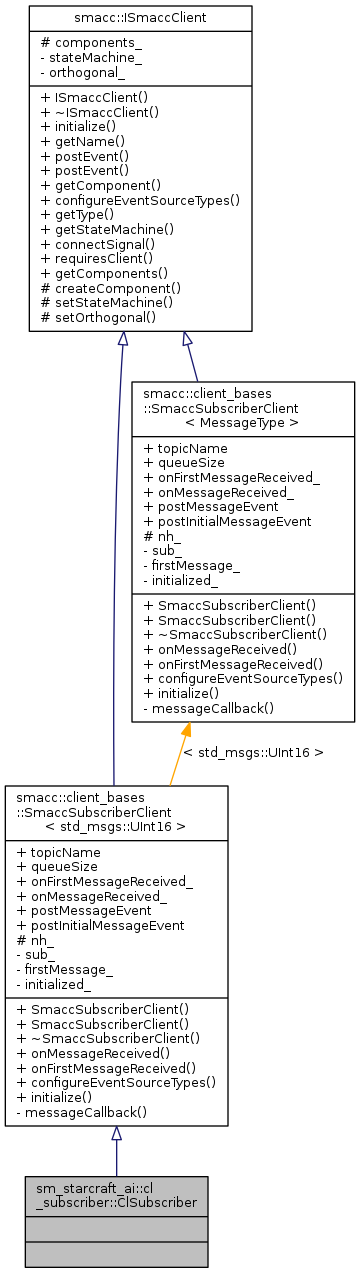 smacc::ISmaccClient
# components_
- stateMachine_
- orthogonal_
+ ISmaccClient()
+ ~ISmaccClient()
+ initialize()
+ getName()
+ postEvent()
+ postEvent()
+ getComponent()
+ configureEventSourceTypes()
+ getType()
+ getStateMachine()
+ connectSignal()
+ requiresClient()
+ getComponents()
# createComponent()
# setStateMachine()
# setOrthogonal()
smacc::client_bases
::SmaccSubscriberClient
< MessageType >
+ topicName
+ queueSize
+ onFirstMessageReceived_
+ onMessageReceived_
+ postMessageEvent
+ postInitialMessageEvent
# nh_
- sub_
- firstMessage_
- initialized_
+ SmaccSubscriberClient()
+ SmaccSubscriberClient()
+ ~SmaccSubscriberClient()
+ onMessageReceived()
+ onFirstMessageReceived()
+ configureEventSourceTypes()
+ initialize()
- messageCallback()
< std_msgs::UInt16 >
smacc::client_bases
::SmaccSubscriberClient
< std_msgs::UInt16 >
+ topicName
+ queueSize
+ onFirstMessageReceived_
+ onMessageReceived_
+ postMessageEvent
+ postInitialMessageEvent
# nh_
- sub_
- firstMessage_
- initialized_
+ SmaccSubscriberClient()
+ SmaccSubscriberClient()
+ ~SmaccSubscriberClient()
+ onMessageReceived()
+ onFirstMessageReceived()
+ configureEventSourceTypes()
+ initialize()
- messageCallback()
sm_starcraft_ai::cl
_subscriber::ClSubscriber